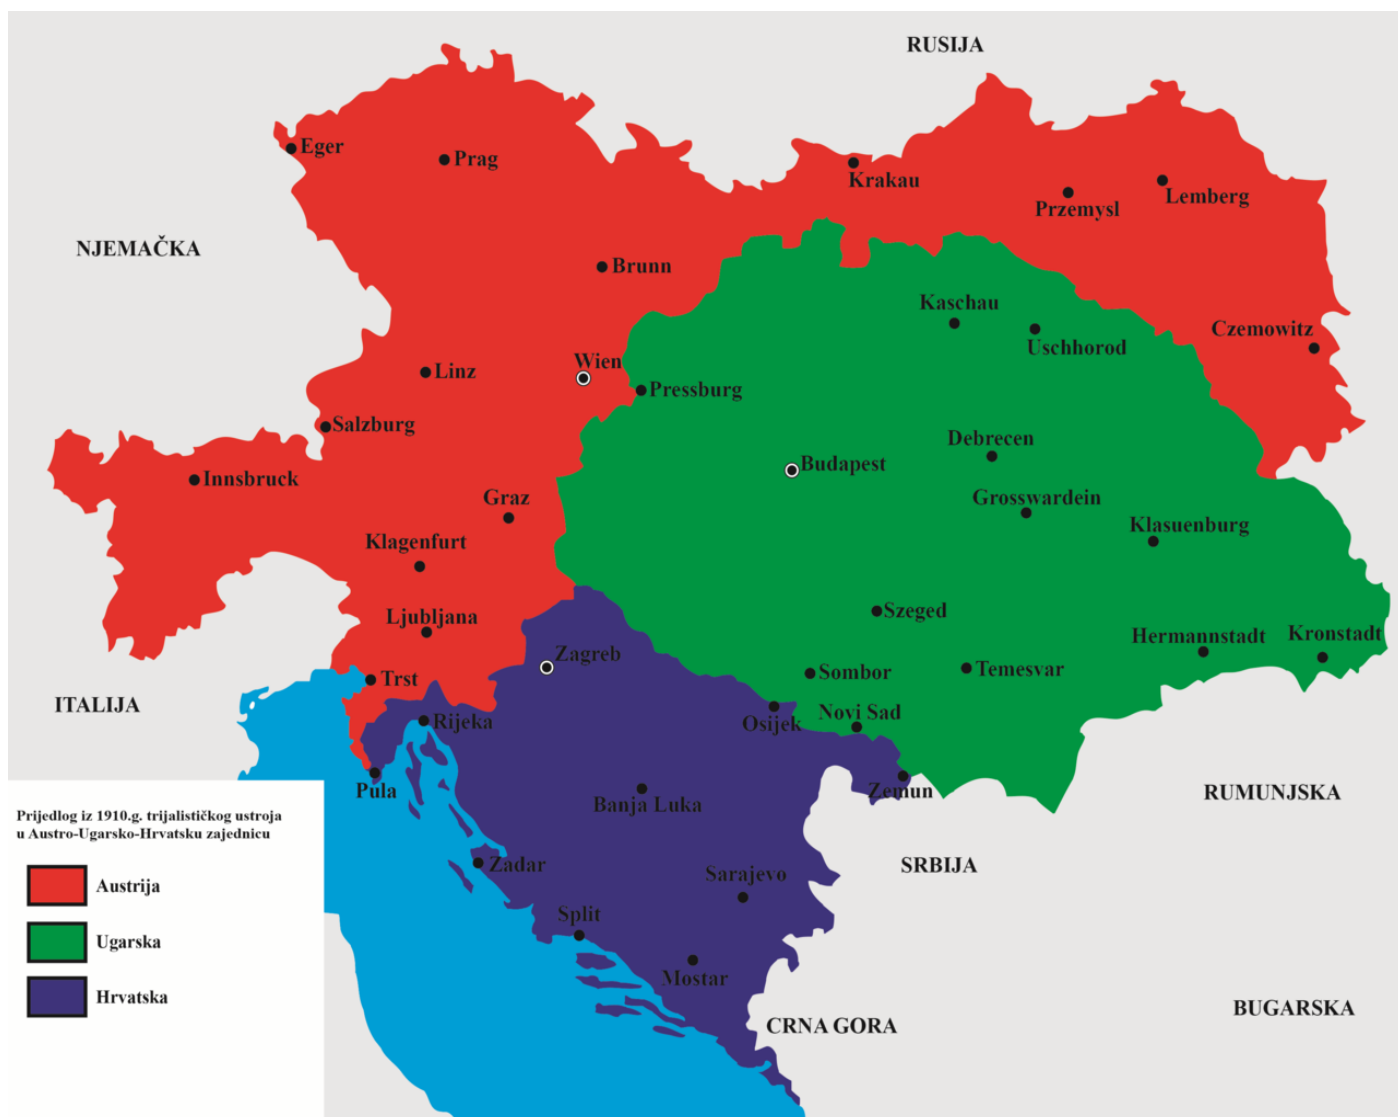 RUSIJA
Eger
Prag
Krakau
Przemysl
Lemberg
NJEMAČKA
Brunn
Kaschau
Uschhorod
Czemowitz
Wien
Linz
Pressburg
Salzburg
Debrecen
Budapest
Innsbruck
Graz
Grosswardein
Klasuenburg
Klagenfurt
Ljubljana
Szeged
Hermannstadt
Kronstadt
Zagreb
Trst
Sombor
Temesvar
ITALIJA
Rijeka
Osijek
Novi Sad
Pula
Banja Luka
Zemun
RUMUNJSKA
Prijedlog iz 1910.g. trijalističkog ustroja
u Austro-Ugarsko-Hrvatsku zajednicu
Zadar
Sarajevo
SRBIJA
Austrija
Split
Ugarska
Mostar
Hrvatska
CRNA GORA
BUGARSKA